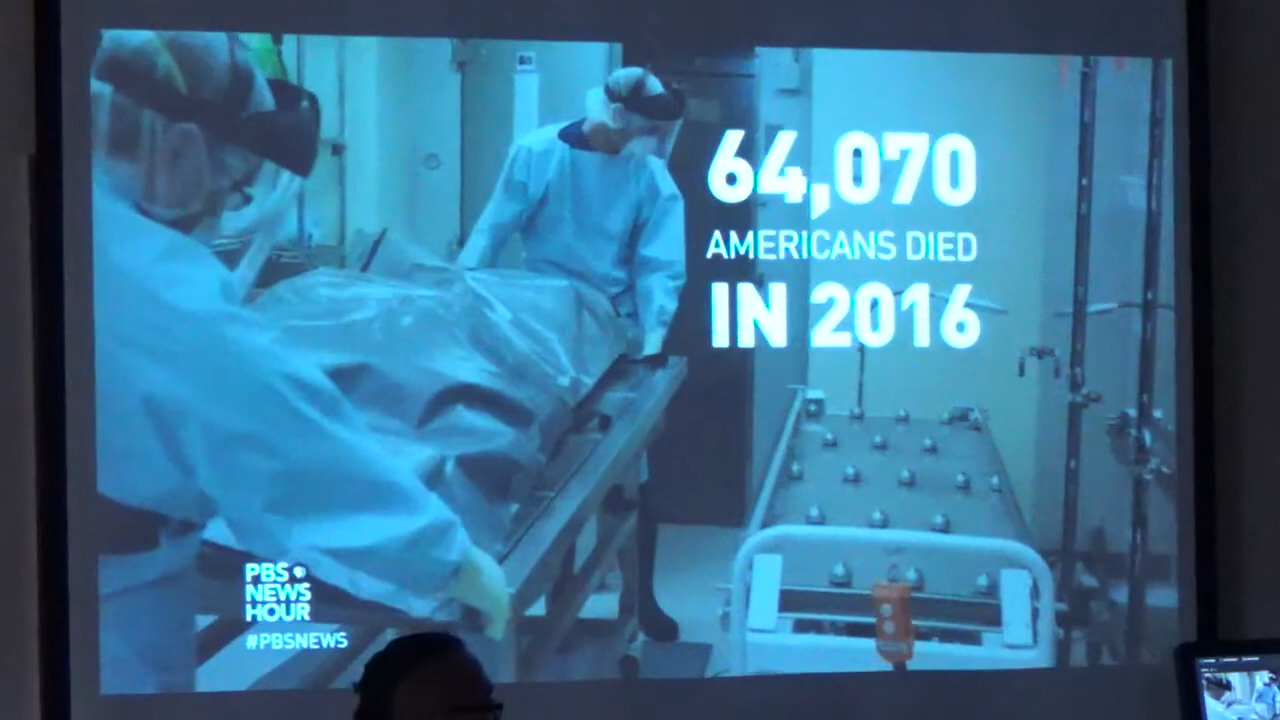 64,070
AMERICANS DIED
IN 2016
PBS
NEWS
HOUR
#PBSNEWS